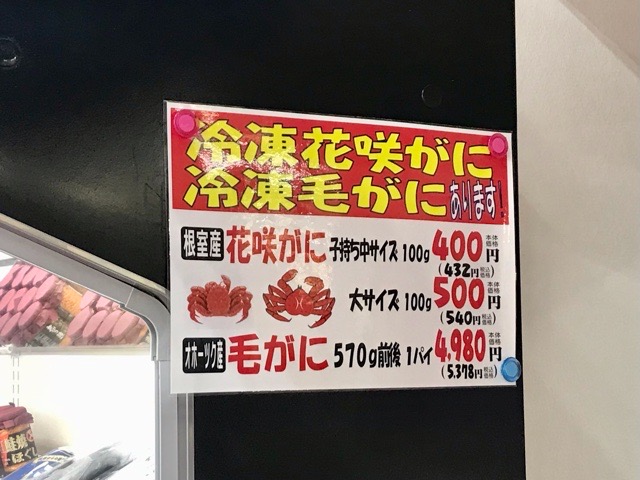 冷凍花咲がに
冷凍毛がにあります!
根室産 花咲がに 子持ち中サイズ 100g 400円 本体価格
(432円 税込価格)
大サイズ 100g 500円 本体価格
(540円 税込価格)
オホーツク産 毛がに 570g前後 1パイ 4,980円 本体価格
(5,378円 税込価格)
鮭
ほぐし